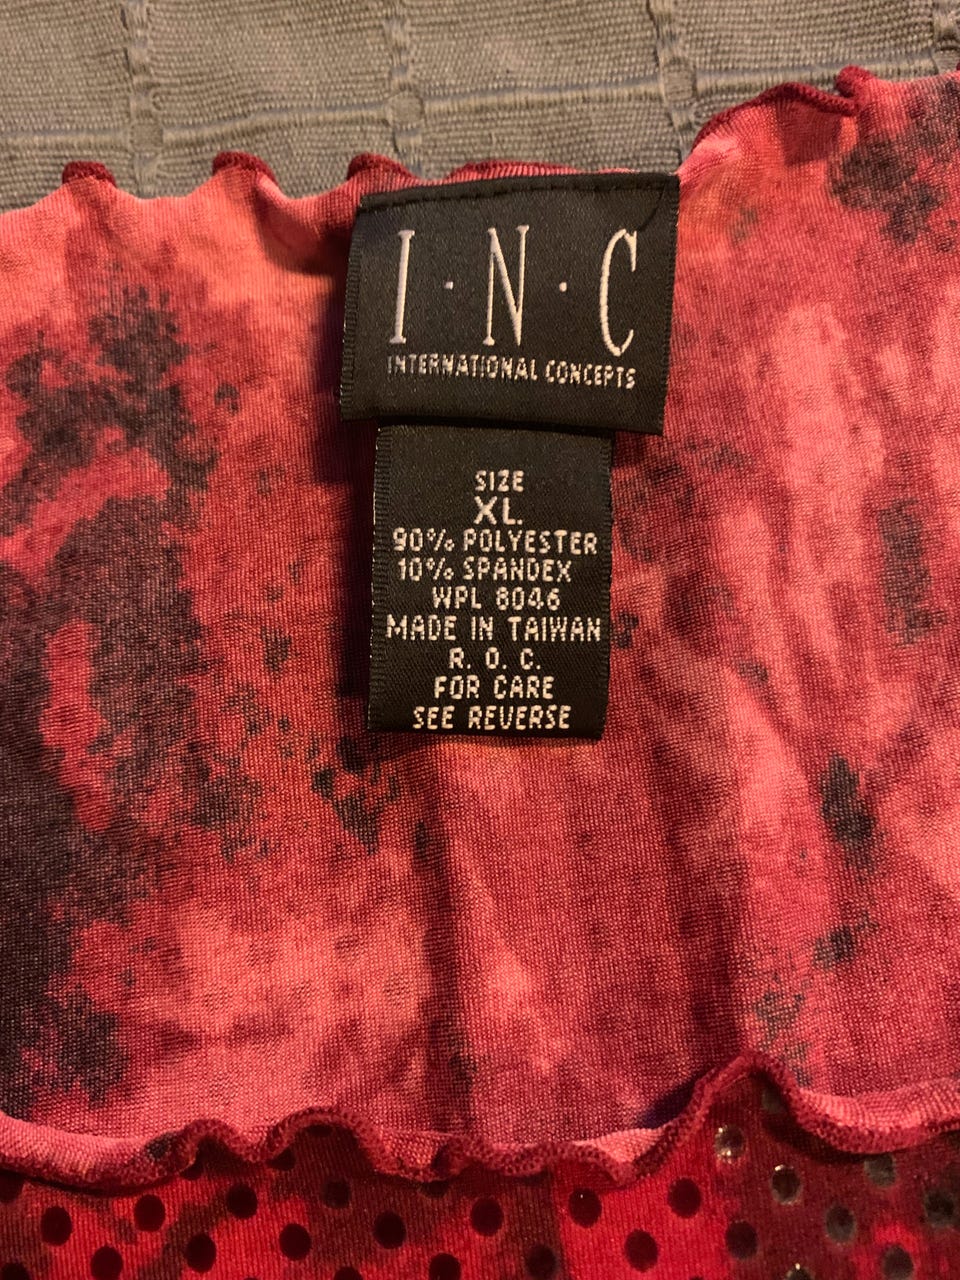 I·N·C
INTERNATIONAL CONCEPTS
SIZE
XL.
90% POLYESTER
10% SPANDEX
WPL 8046
MADE IN TAIWAN
R. O. C.
FOR CARE
SEE REVERSE